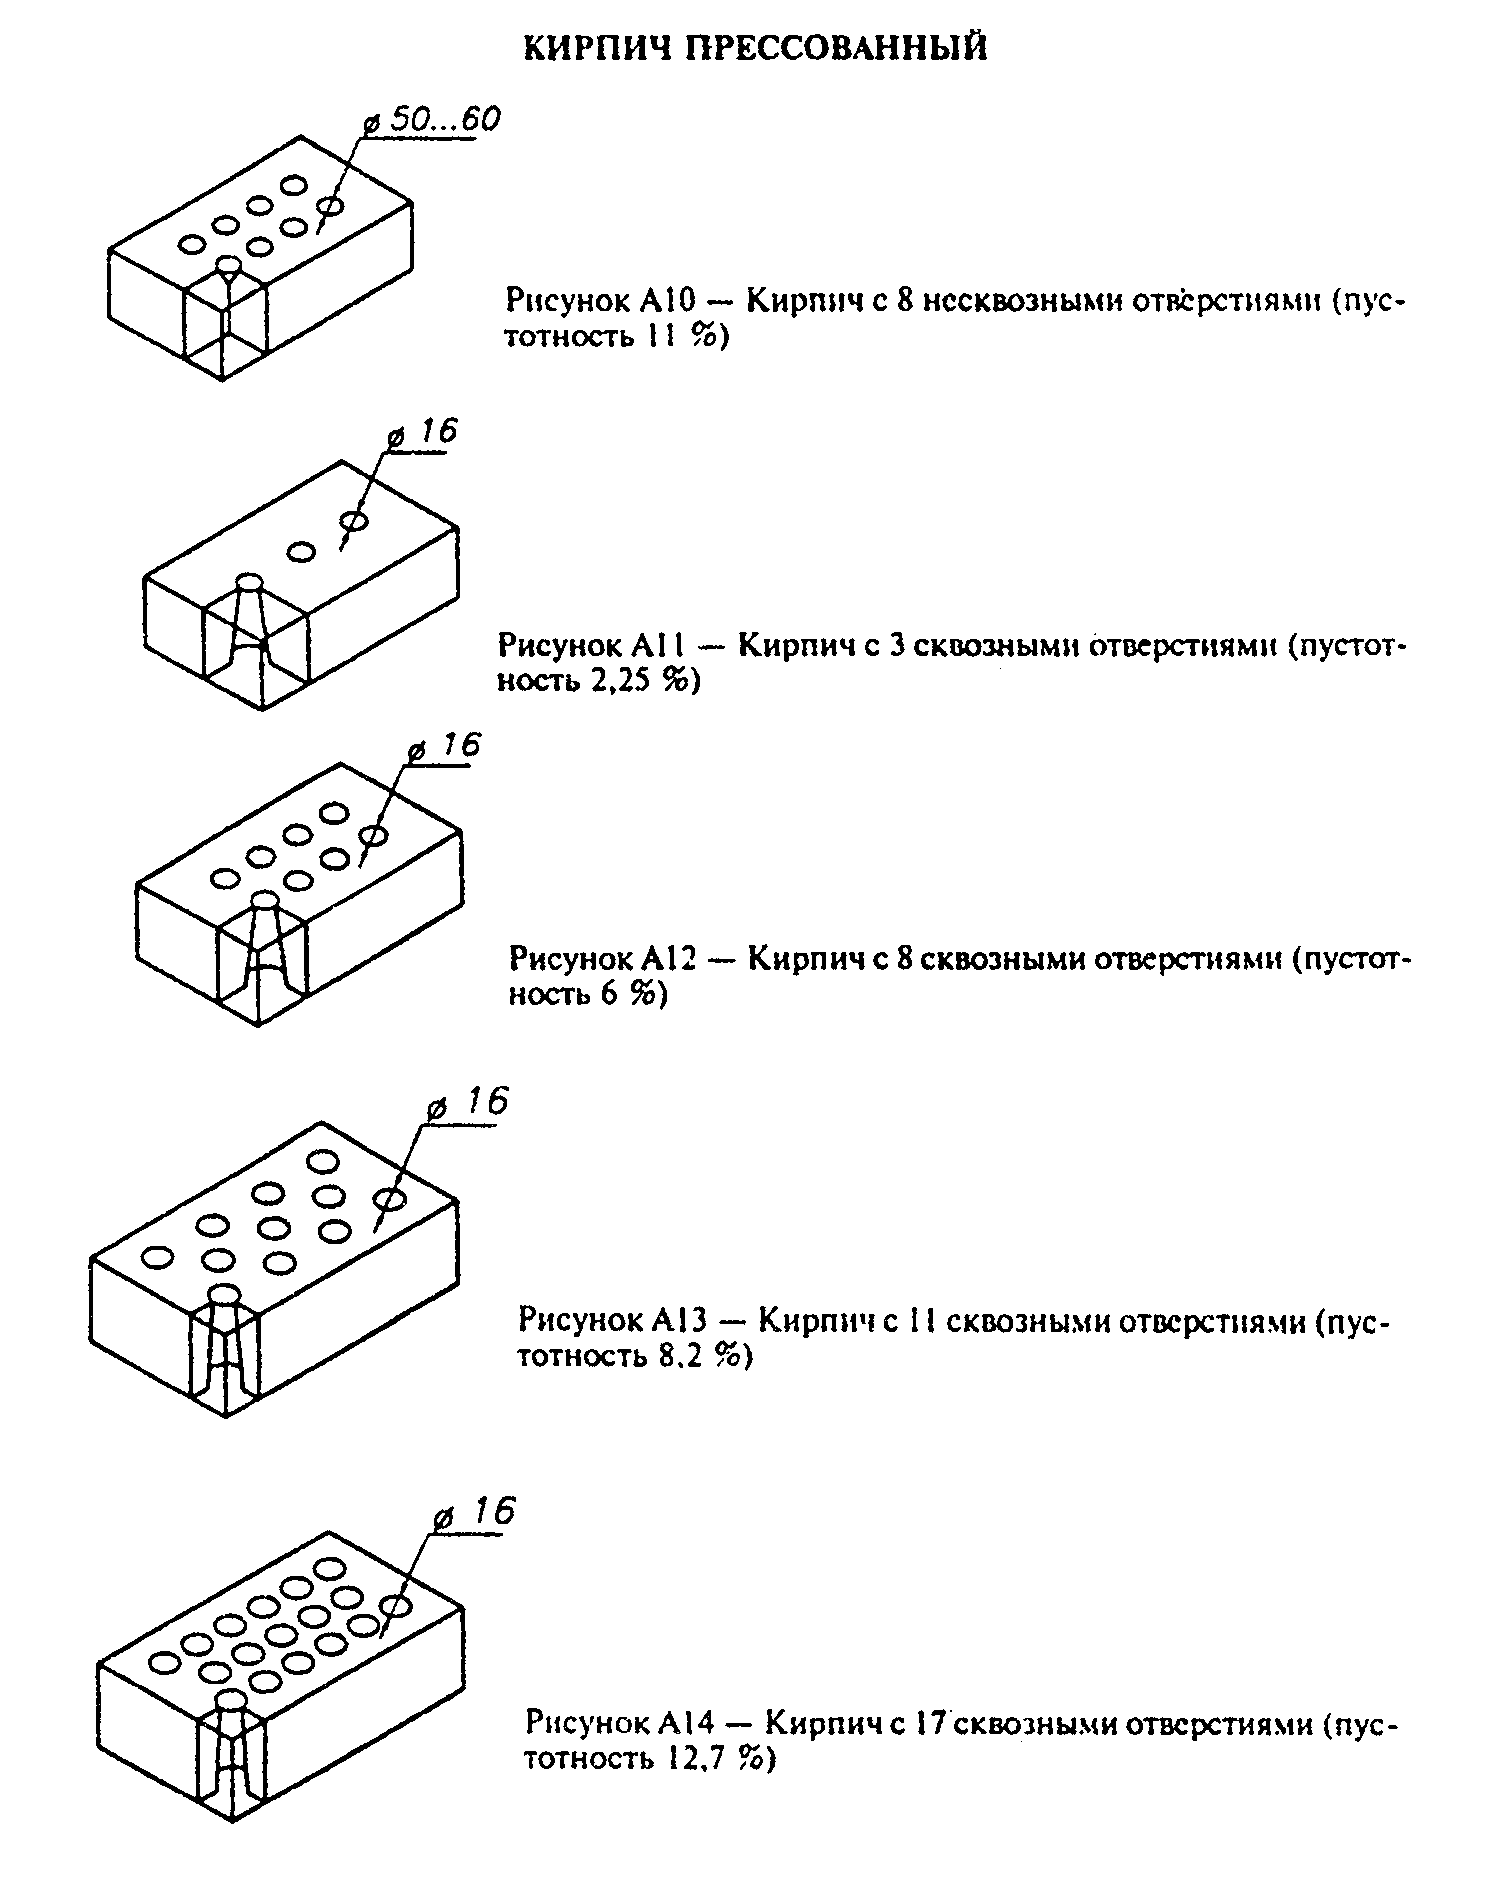 КИРПИЧ ПРЕССОВАННЫЙ
⌀ 50...60
Рисунок А10 — Кирпич с 8 несквозными отверстиями (пус-
тотность 11 %)
⌀ 16
Рисунок А11 — Кирпич с 3 сквозными отверстиями (пустот-
ность 2,25 %)
⌀ 16
Рисунок А12 — Кирпич с 8 сквозными отверстиями (пустот-
ность 6 %)
⌀ 16
Рисунок А13 — Кирпич с 11 сквозными отверстиями (пус-
тотность 8,2 %)
⌀ 16
Рисунок А14 — Кирпич с 17 сквозными отверстиями (пус-
тотность 12,7 %)